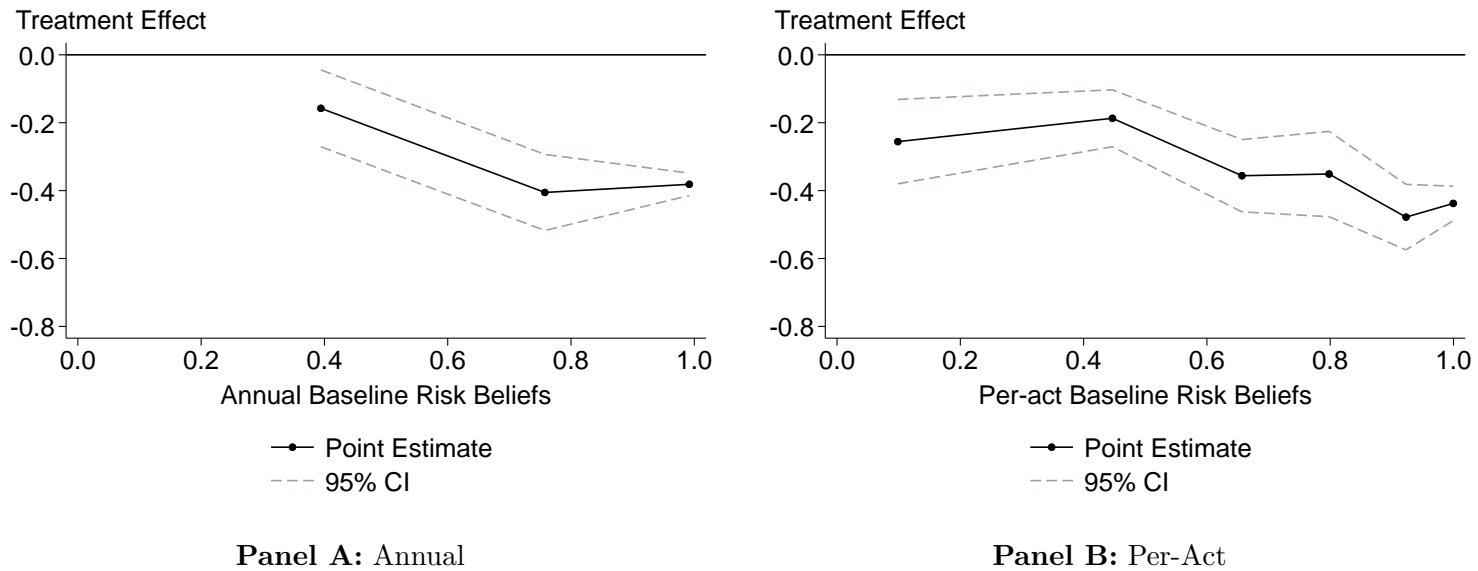 Treatment Effect
0.0
-0.2
-0.4
-0.6
-0.8
0.0 0.2 0.4 0.6 0.8 1.0
Annual Baseline Risk Beliefs
Point Estimate
95% CI
Panel A: Annual
Treatment Effect
0.0
-0.2
-0.4
-0.6
-0.8
0.0 0.2 0.4 0.6 0.8 1.0
Per-act Baseline Risk Beliefs
Point Estimate
95% CI
Panel B: Per-Act